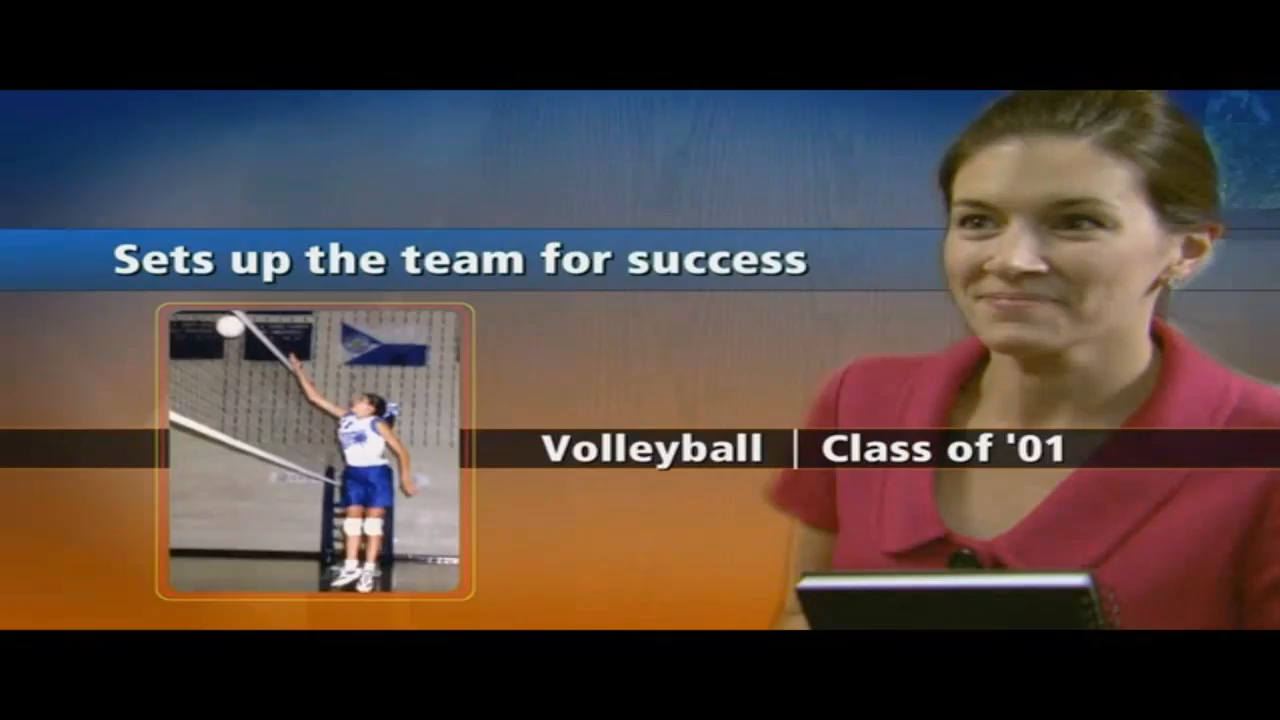 Sets up the team for success
Volleyball | Class of '01